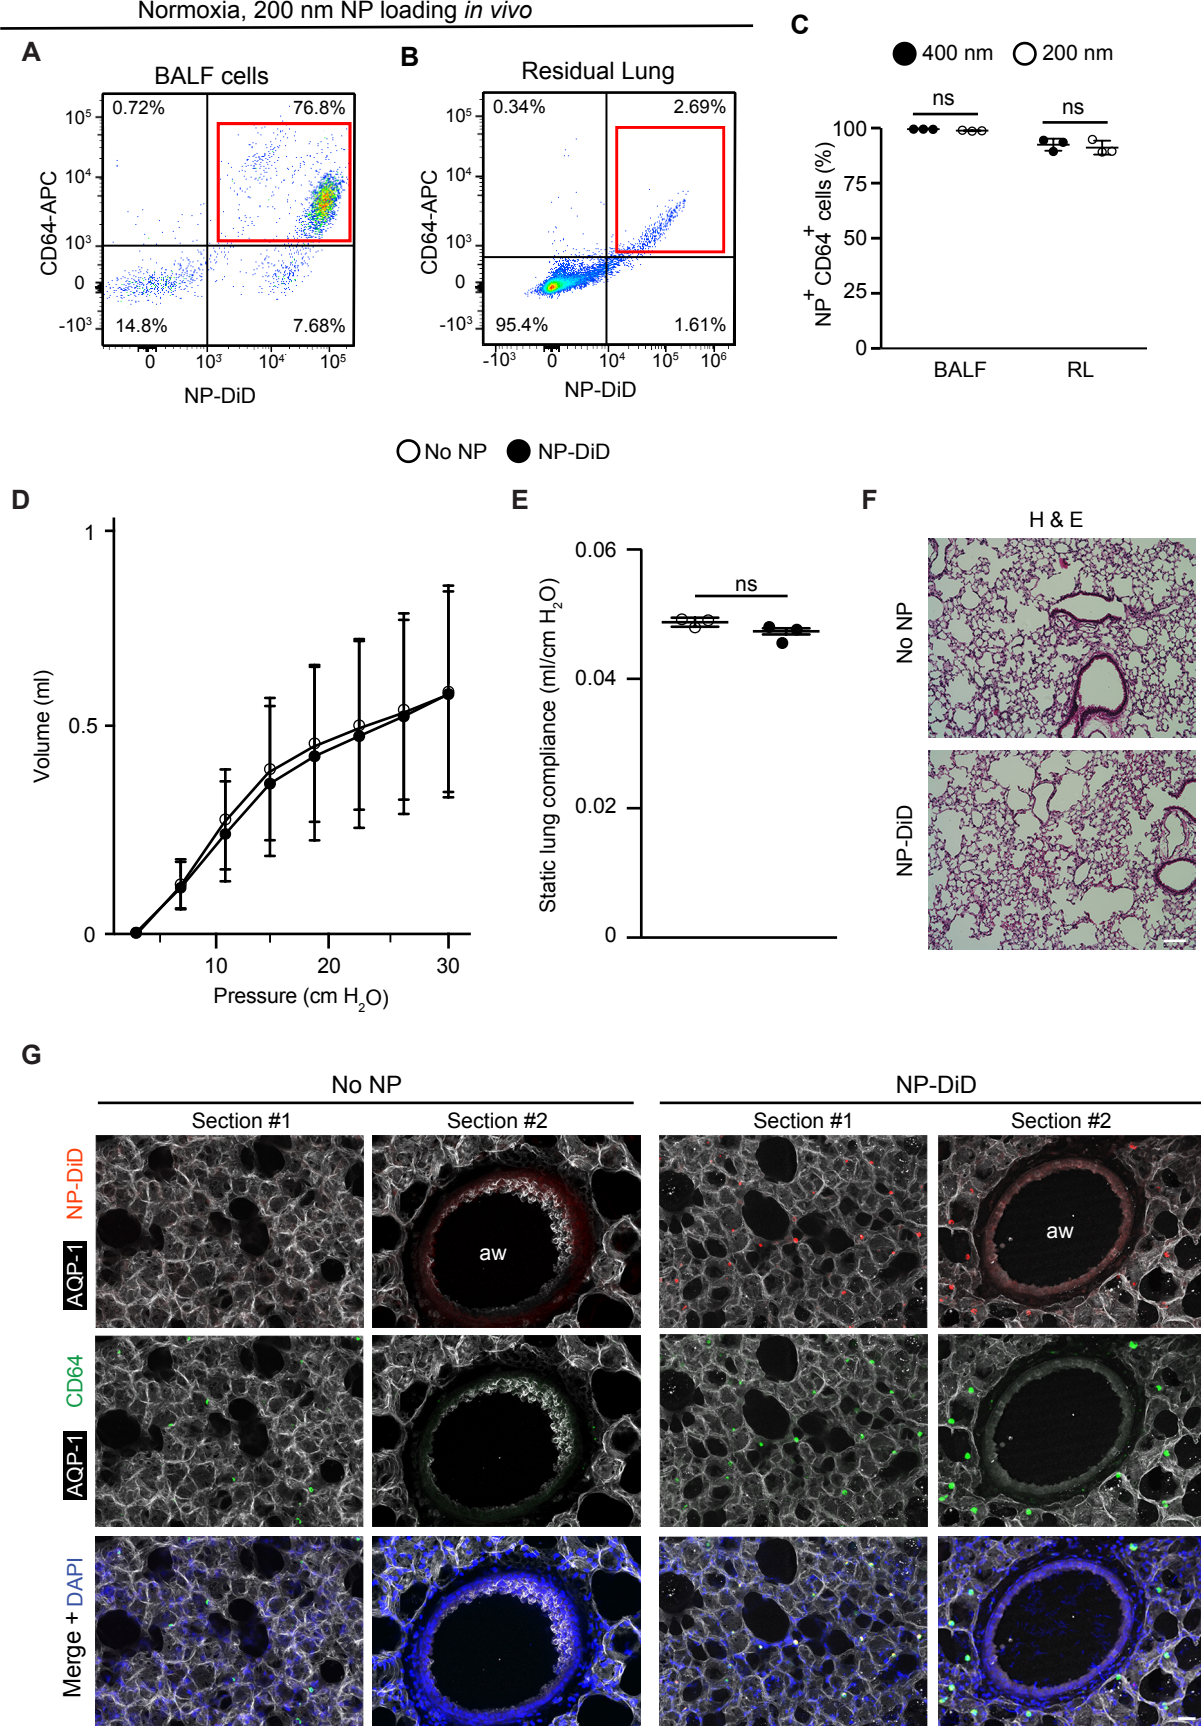 Normoxia, 200 nm NP loading in vivo
A
BALF cells
0.72%
76.8%
14.8%
7.68%
10⁵
10⁴
10³
0
-10³
CD64-APC
0
10³
10⁴
10⁵
NP-DiD
B
Residual Lung
0.34%
2.69%
95.4%
1.61%
10⁵
10⁴
10³
0
-10³
CD64-APC
-10³
0
10⁴
10⁵
10⁶
NP-DiD
C
400 nm
200 nm
ns
ns
100
75
50
25
0
NP⁺ CD64⁺ cells (%)
BALF
RL
No NP
NP-DiD
D
1
0.5
0
Volume (ml)
10
20
30
Pressure (cm H₂O)
E
0.06
0.04
0.02
0
ns
Static lung compliance (ml/cm H₂O)
F
H & E
No NP
NP-DiD
G
No NP
NP-DiD
Section #1
Section #2
Section #1
Section #2
AQP-1 NP-DiD
aw
aw
AQP-1 CD64
Merge + DAPI